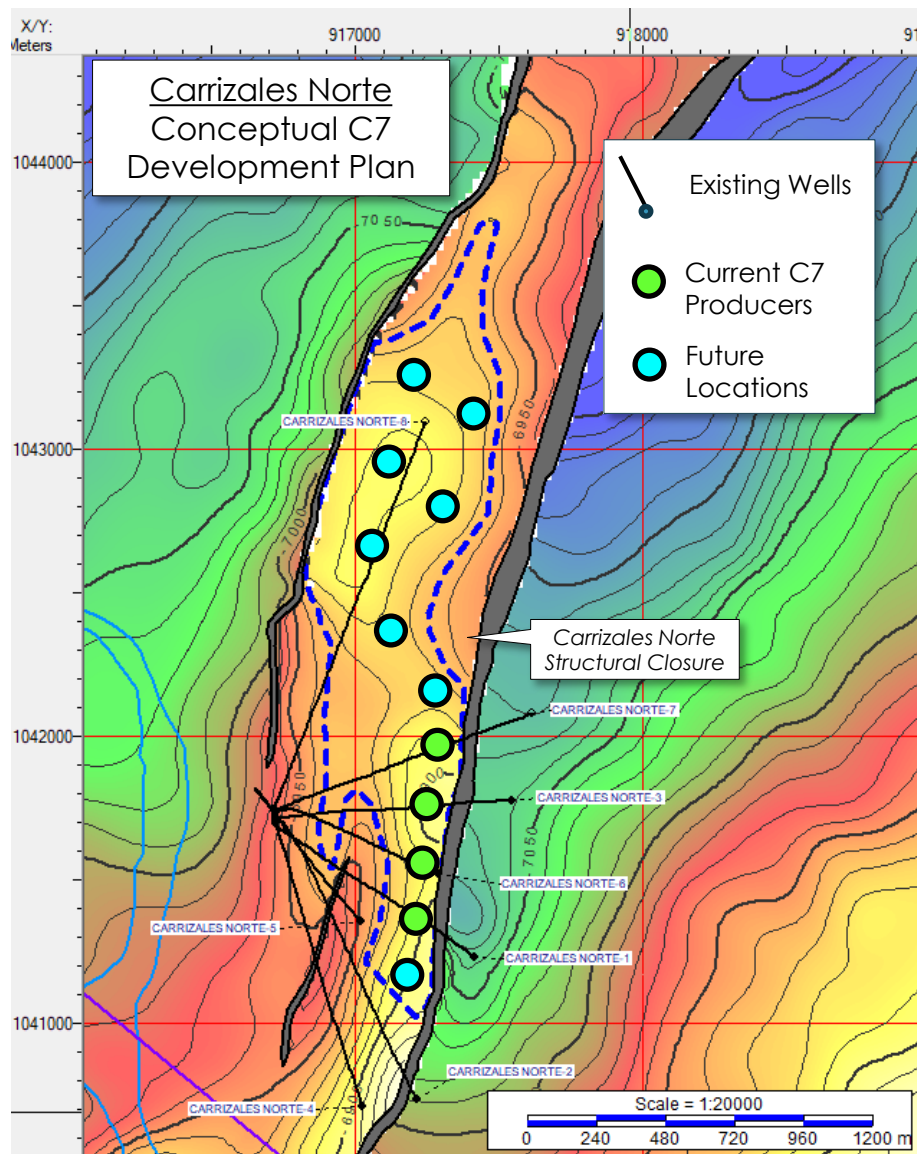 X/Y:
Meters
917000
918000
Carrizales Norte
Conceptual C7
Development Plan
Existing Wells
Current C7
Producers
Future
Locations
1044000
-7050
-6950
1043000
CARRIZALES NORTE-8
-7000
Carrizales Norte
Structural Closure
CARRIZALES NORTE-7
1042000
CARRIZALES NORTE-3
-7050
CARRIZALES NORTE-6
CARRIZALES NORTE-5
CARRIZALES NORTE-1
1041000
CARRIZALES NORTE-2
CARRIZALES NORTE-4
Scale = 1:20000
0 240 480 720 960 1200 m